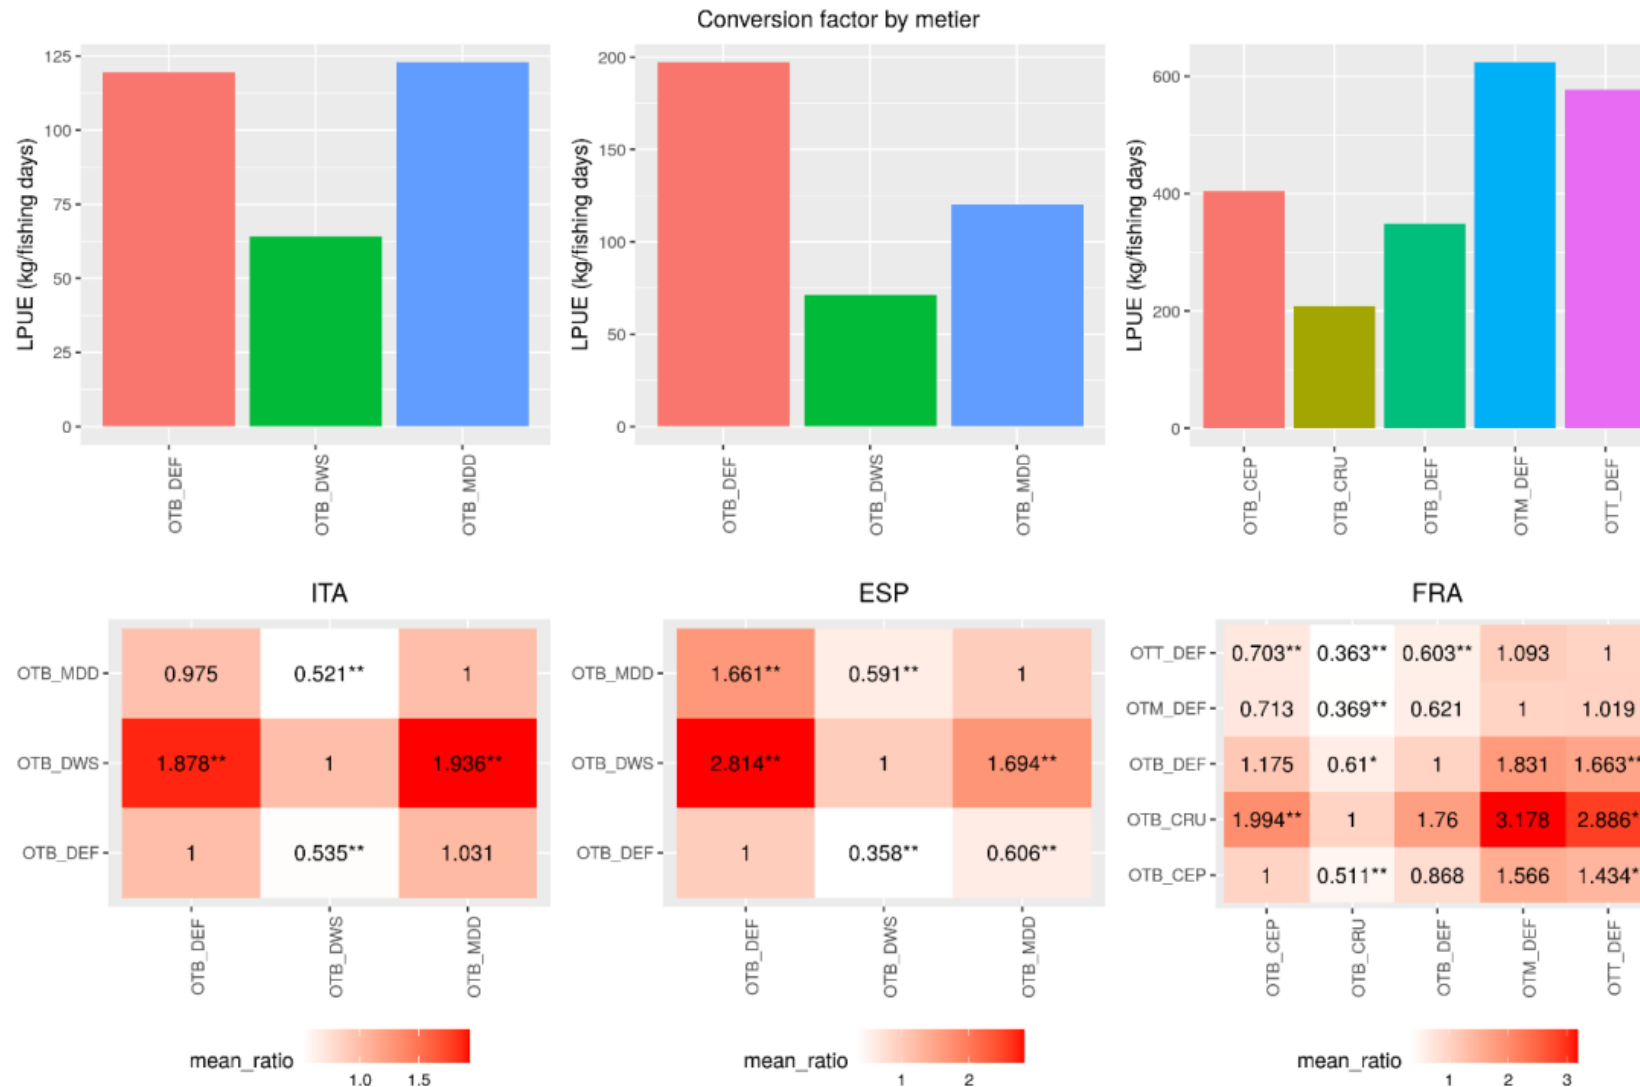 Conversion factor by metier
LPUE (kg/fishing days)
125
100
75
50
25
0
OTB_DEF
OTB_DWS
OTB_MDD
LPUE (kg/fishing days)
200
150
100
50
0
OTB_DEF
OTB_DWS
OTB_MDD
LPUE (kg/fishing days)
600
400
200
0
OTB_CEP
OTB_CRU
OTB_DEF
OTM_DEF
OTT_DEF
ITA
OTB_MDD 0.975 0.521** 1
OTB_DWS 1.878** 1 1.936**
OTB_DEF 1 0.535** 1.031
OTB_DEF
OTB_DWS
OTB_MDD
mean_ratio
1.0 1.5
ESP
OTB_MDD 1.661** 0.591** 1
OTB_DWS 2.814** 1 1.694**
OTB_DEF 1 0.358** 0.606**
OTB_DEF
OTB_DWS
OTB_MDD
mean_ratio
1 2
FRA
OTT_DEF 0.703** 0.363** 0.603** 1.093 1
OTM_DEF 0.713 0.369** 0.621 1 1.019
OTB_DEF 1.175 0.61* 1 1.831 1.663**
OTB_CRU 1.994** 1 1.76 3.178 2.886*
OTB_CEP 1 0.511** 0.868 1.566 1.434*
OTB_CEP
OTB_CRU
OTB_DEF
OTM_DEF
OTT_DEF
mean_ratio
1 2 3